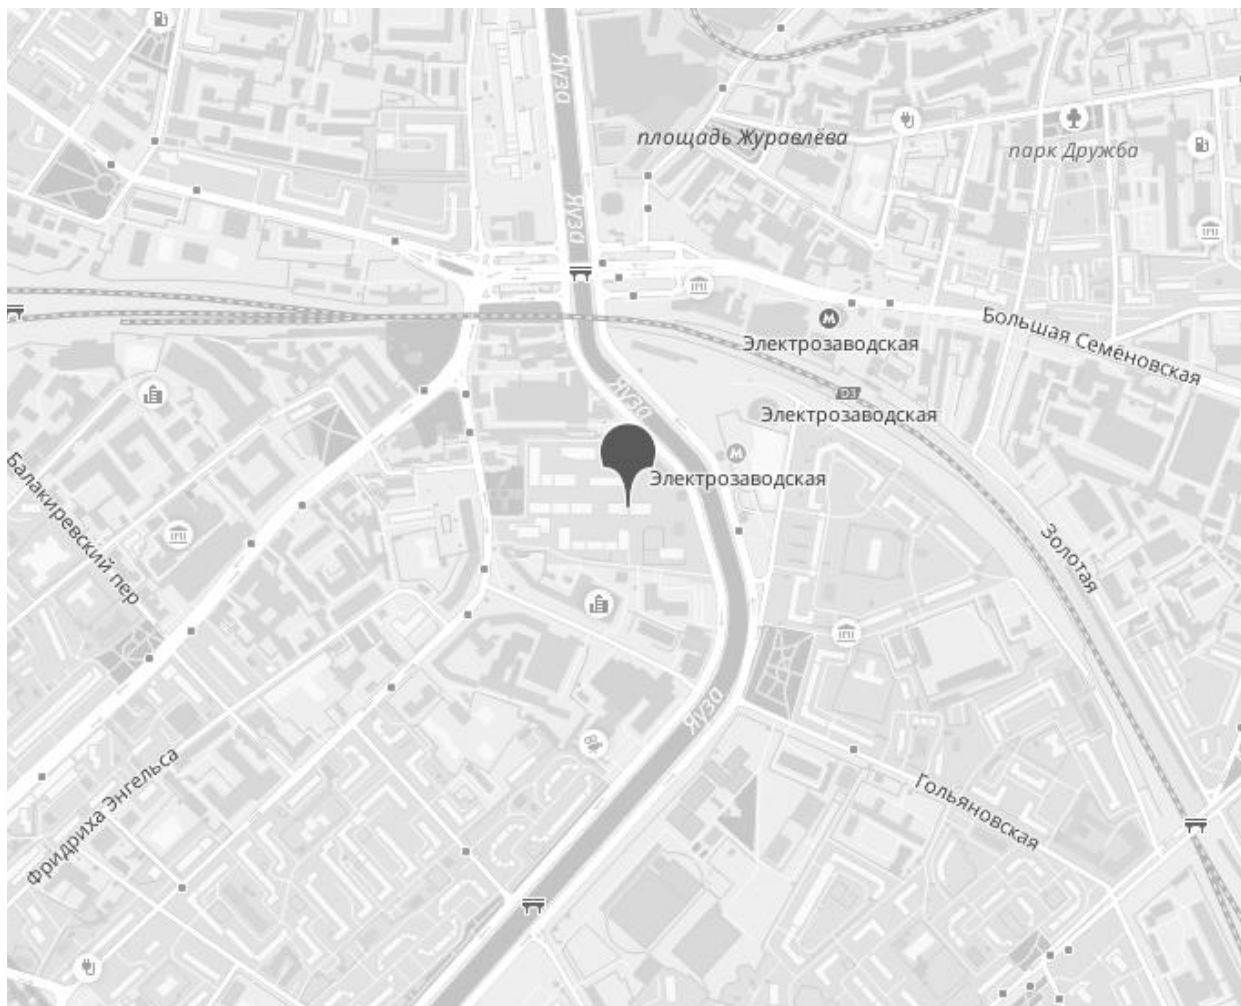 Яуза
площадь Журавлёва
парк Дружба
Яуза
М
Большая Семёновская
Электрозаводская
Яуза
D3
Электрозаводская
М
Электрозаводская
Балакиревский пер
Золотая
Яуза
Фридриха Энгельса
Гольяновская